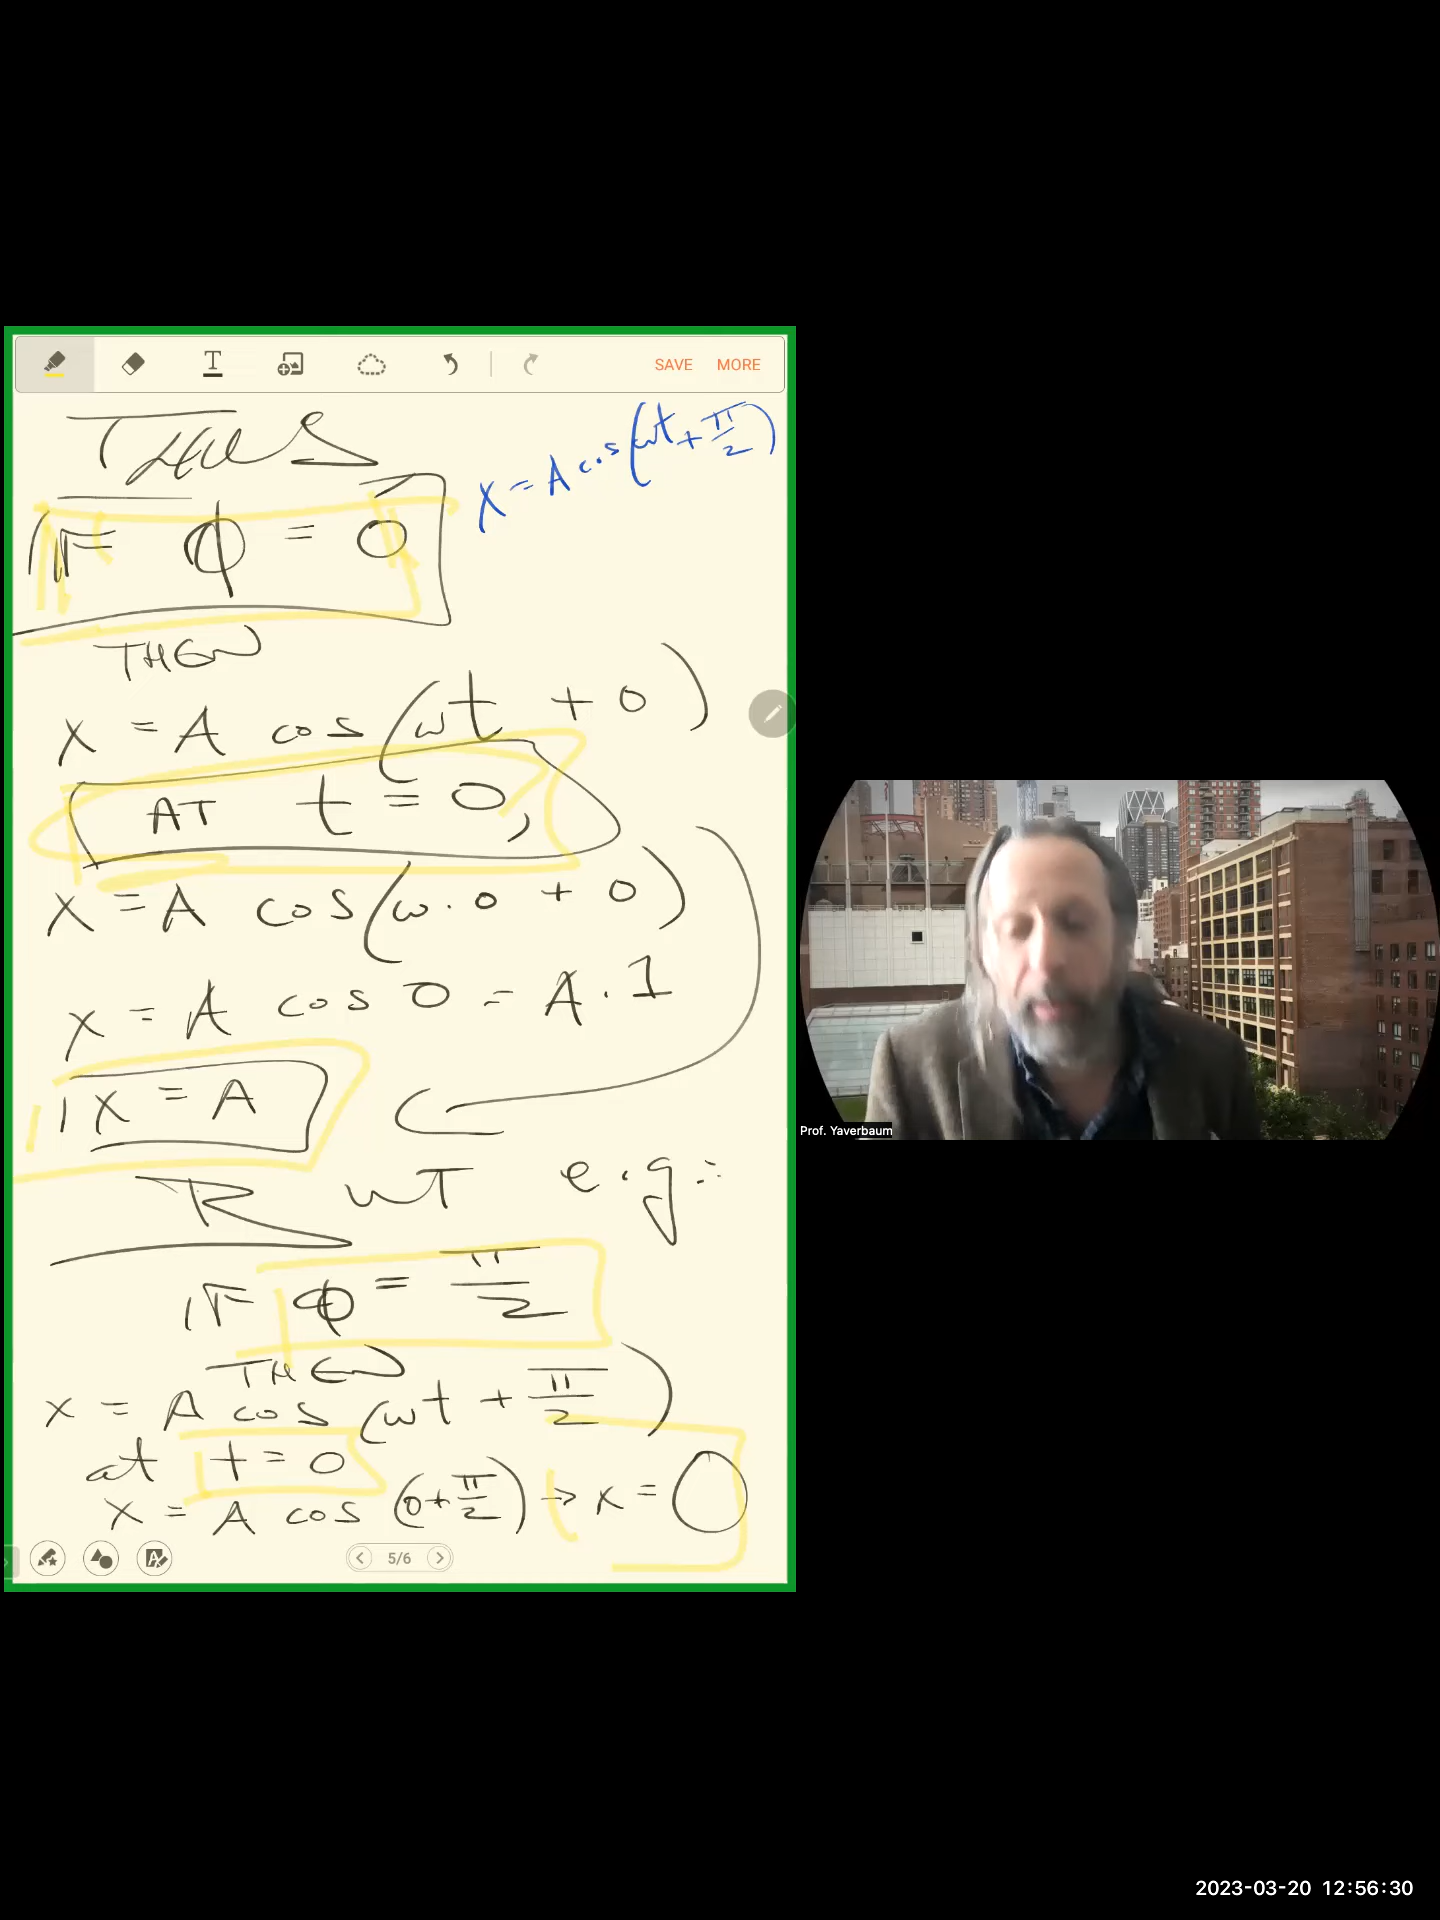 SAVE MORE
THUS
x = A cos(ωt + π/2)
IF φ = 0
THEN
x = A cos(ωt + 0)
AT t = 0,
x = A cos(ω·0 + 0)
x = A cos 0 = A·1
x = A
e.g.:
IF φ = π/2
THEN
x = A cos(ωt + π/2)
at t = 0
x = A cos(0 + π/2) → x = 0
5/6
Prof. Yaverbaum
2023-03-20 12:56:30